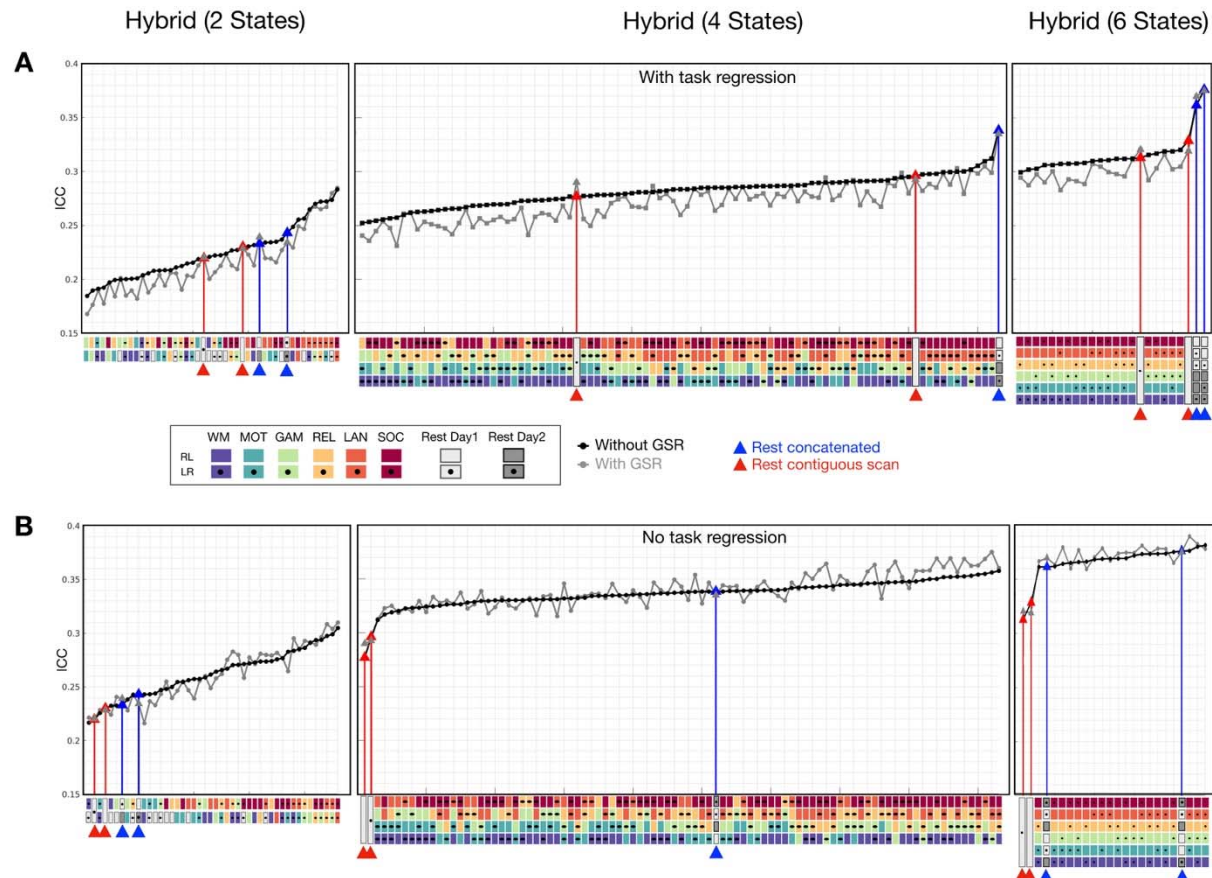 Hybrid (2 States) Hybrid (4 States) Hybrid (6 States)
A
With task regression
0.4
0.35
0.3
0.25
0.2
0.15
ICC
WM MOT GAM REL LAN SOC Rest Day1 Rest Day2
RL
LR
Without GSR
With GSR
Rest concatenated
Rest contiguous scan
B
No task regression
0.4
0.35
0.3
0.25
0.2
0.15
ICC